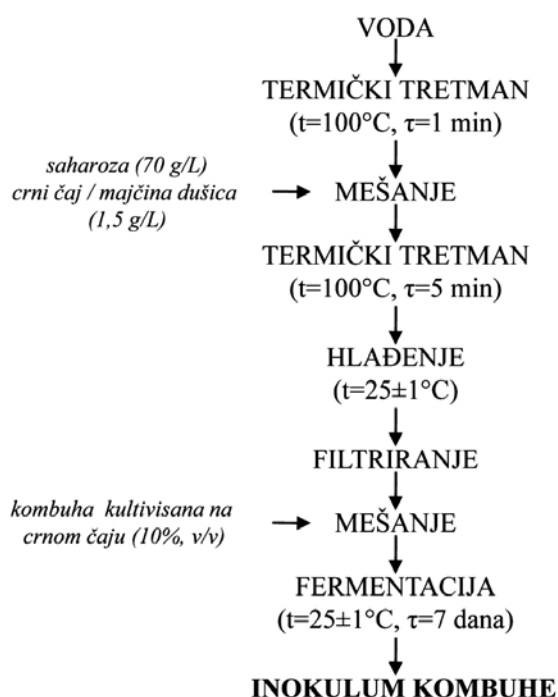 VODA
TERMIČKI TRETMAN
(t=100°C, τ=1 min)
saharoza (70 g/L)
crni čaj / majčina dušica
(1,5 g/L)
MEŠANJE
TERMIČKI TRETMAN
(t=100°C, τ=5 min)
HLAĐENJE
(t=25±1°C)
FILTRIRANJE
kombuha kultivisana na
crnom čaju (10%, v/v)
MEŠANJE
FERMENTACIJA
(t=25±1°C, τ=7 dana)
INOKULUM KOMBUHE